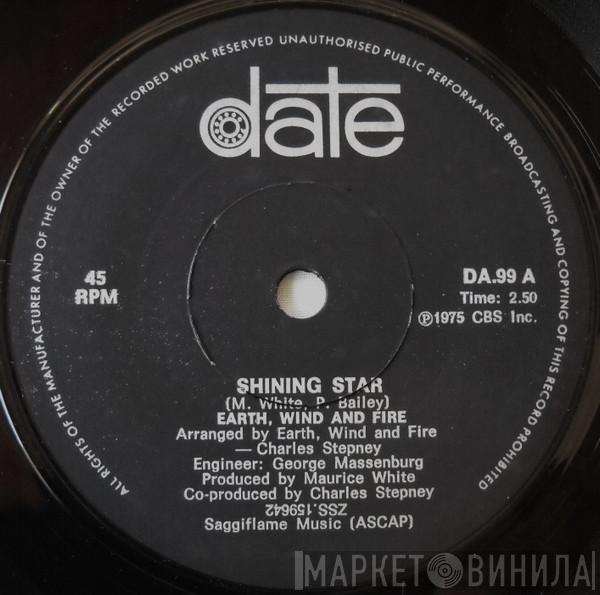 ALL RIGHTS OF THE MANUFACTURER AND OF THE OWNER OF THE RECORDED WORK RESERVED UNAUTHORISED PUBLIC PERFORMANCE BROADCASTING AND COPYING OF THIS RECORD PROHIBITED
date
45
RPM
DA.99 A
Time: 2.50
Ⓟ1975 CBS Inc.
SHINING STAR
(M. White, P. Bailey)
EARTH, WIND AND FIRE
Arranged by Earth, Wind and Fire
— Charles Stepney
Engineer: George Massenburg
Produced by Maurice White
Co-produced by Charles Stepney
ZSS.159642
Saggiflame Music (ASCAP)
МАРКЕТ ВИНИЛА